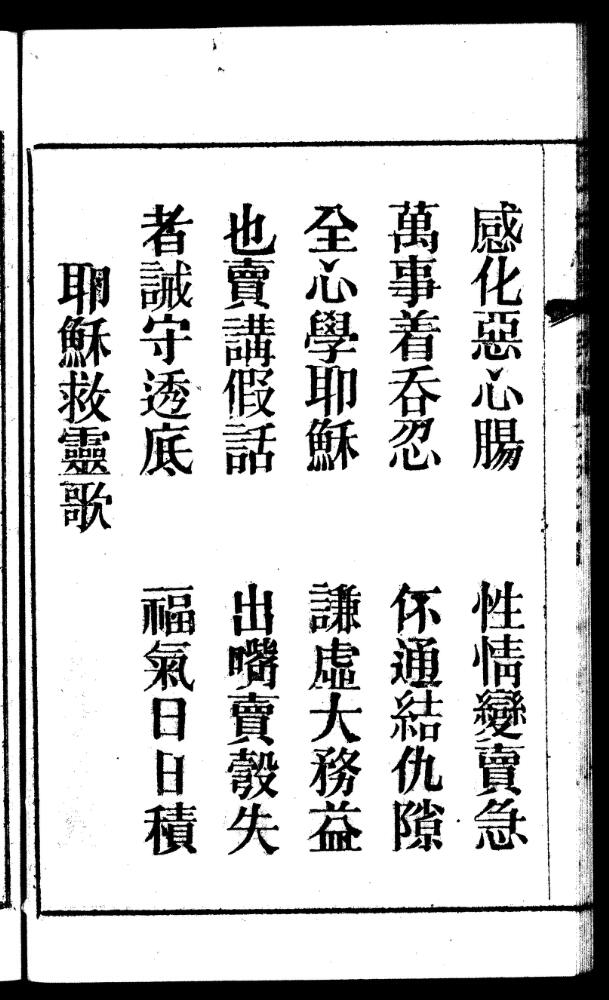 感化惡心腸　性情變賣急
萬事着吞忍　伓通結仇隙
全心學耶穌　謙虛大務益
也賣講假話　出嘴賣彀失
者誡守透底　福氣日日積
耶穌救靈歌